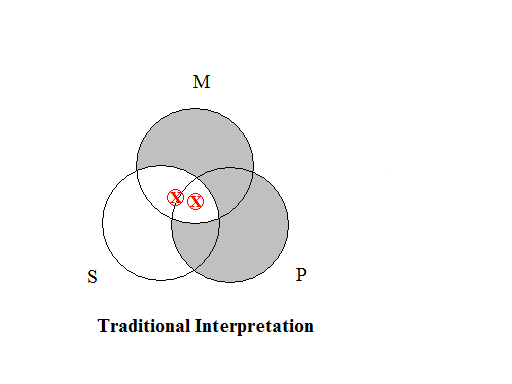 M
X X
S P
Traditional Interpretation